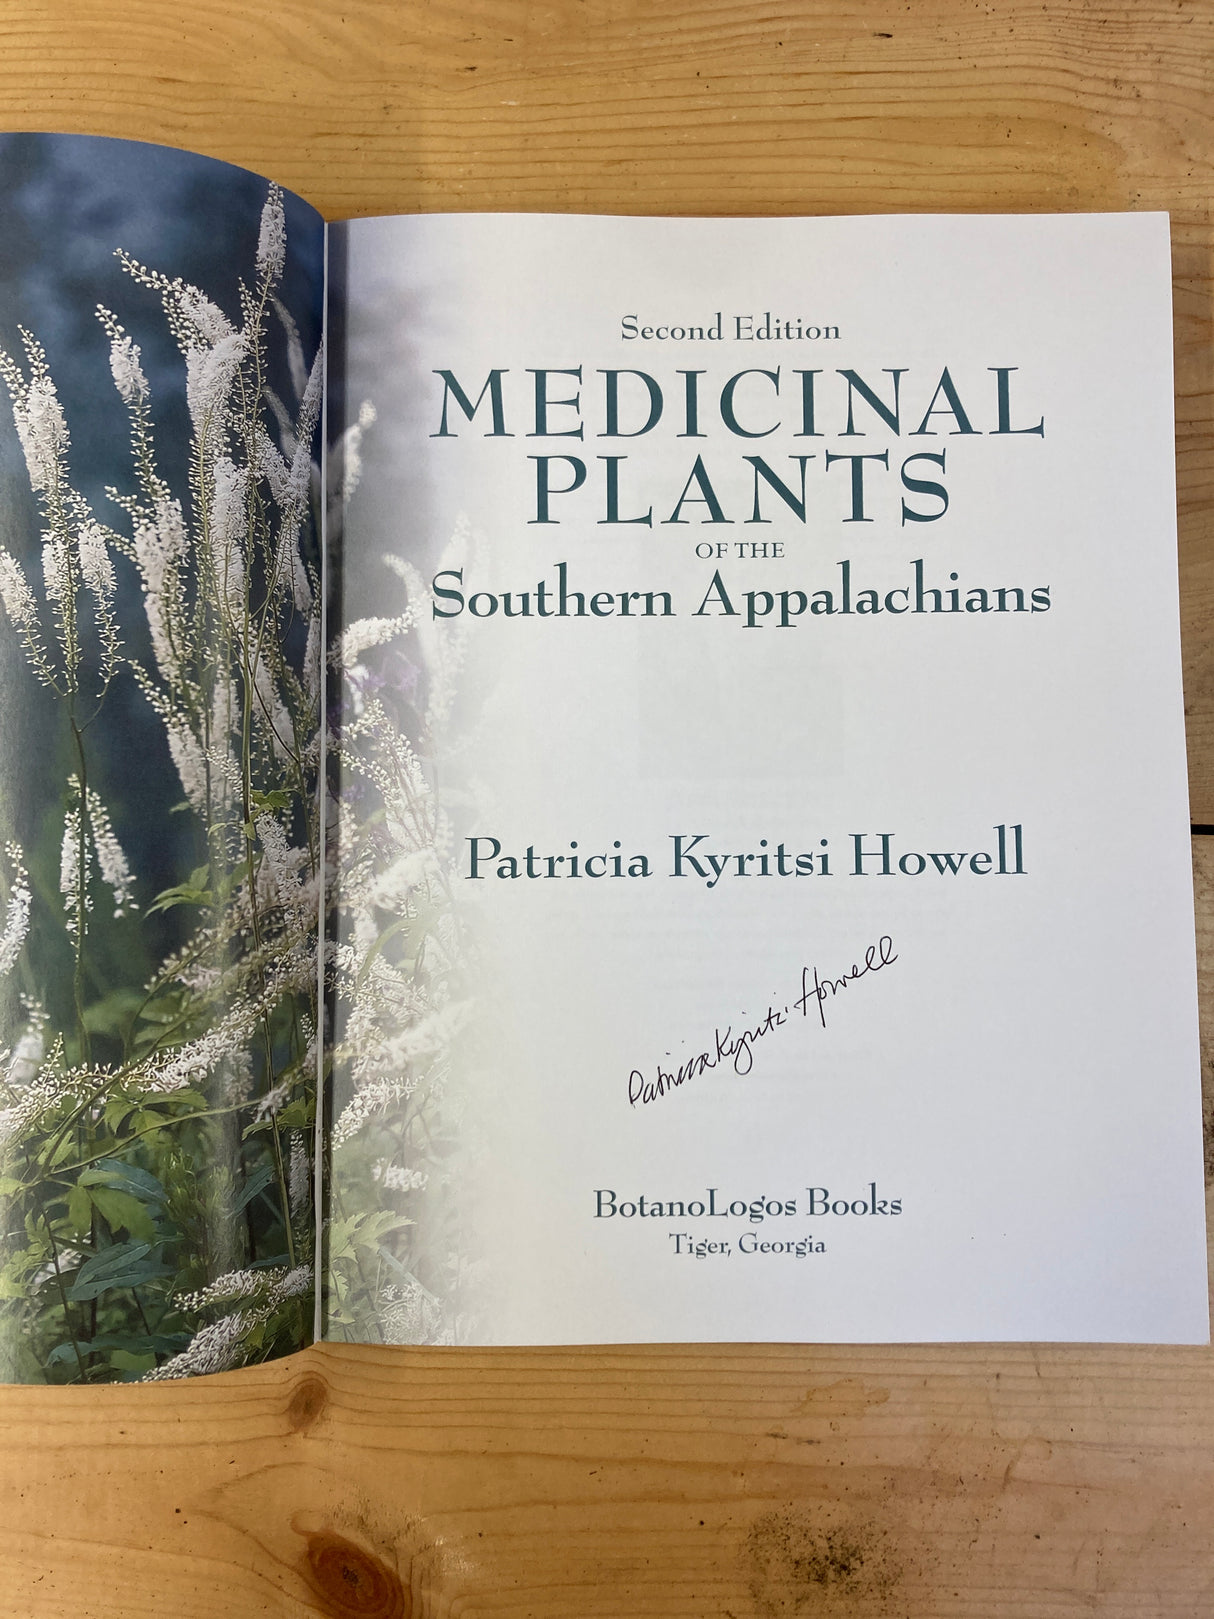 Second Edition
MEDICINAL
PLANTS
OF THE
Southern Appalachians
Patricia Kyritsi Howell
Patricia Kyritsi Howell
BotanoLogos Books
Tiger, Georgia